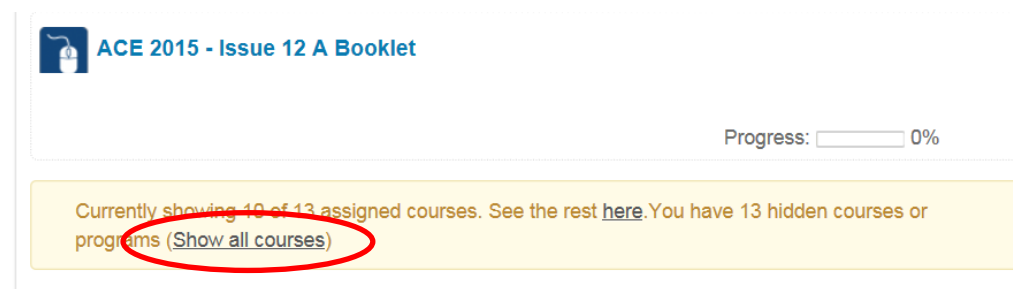 ACE 2015 - Issue 12 A Booklet
Progress: 0%
Currently showing 10 of 13 assigned courses. See the rest here.You have 13 hidden courses or
programs (Show all courses)